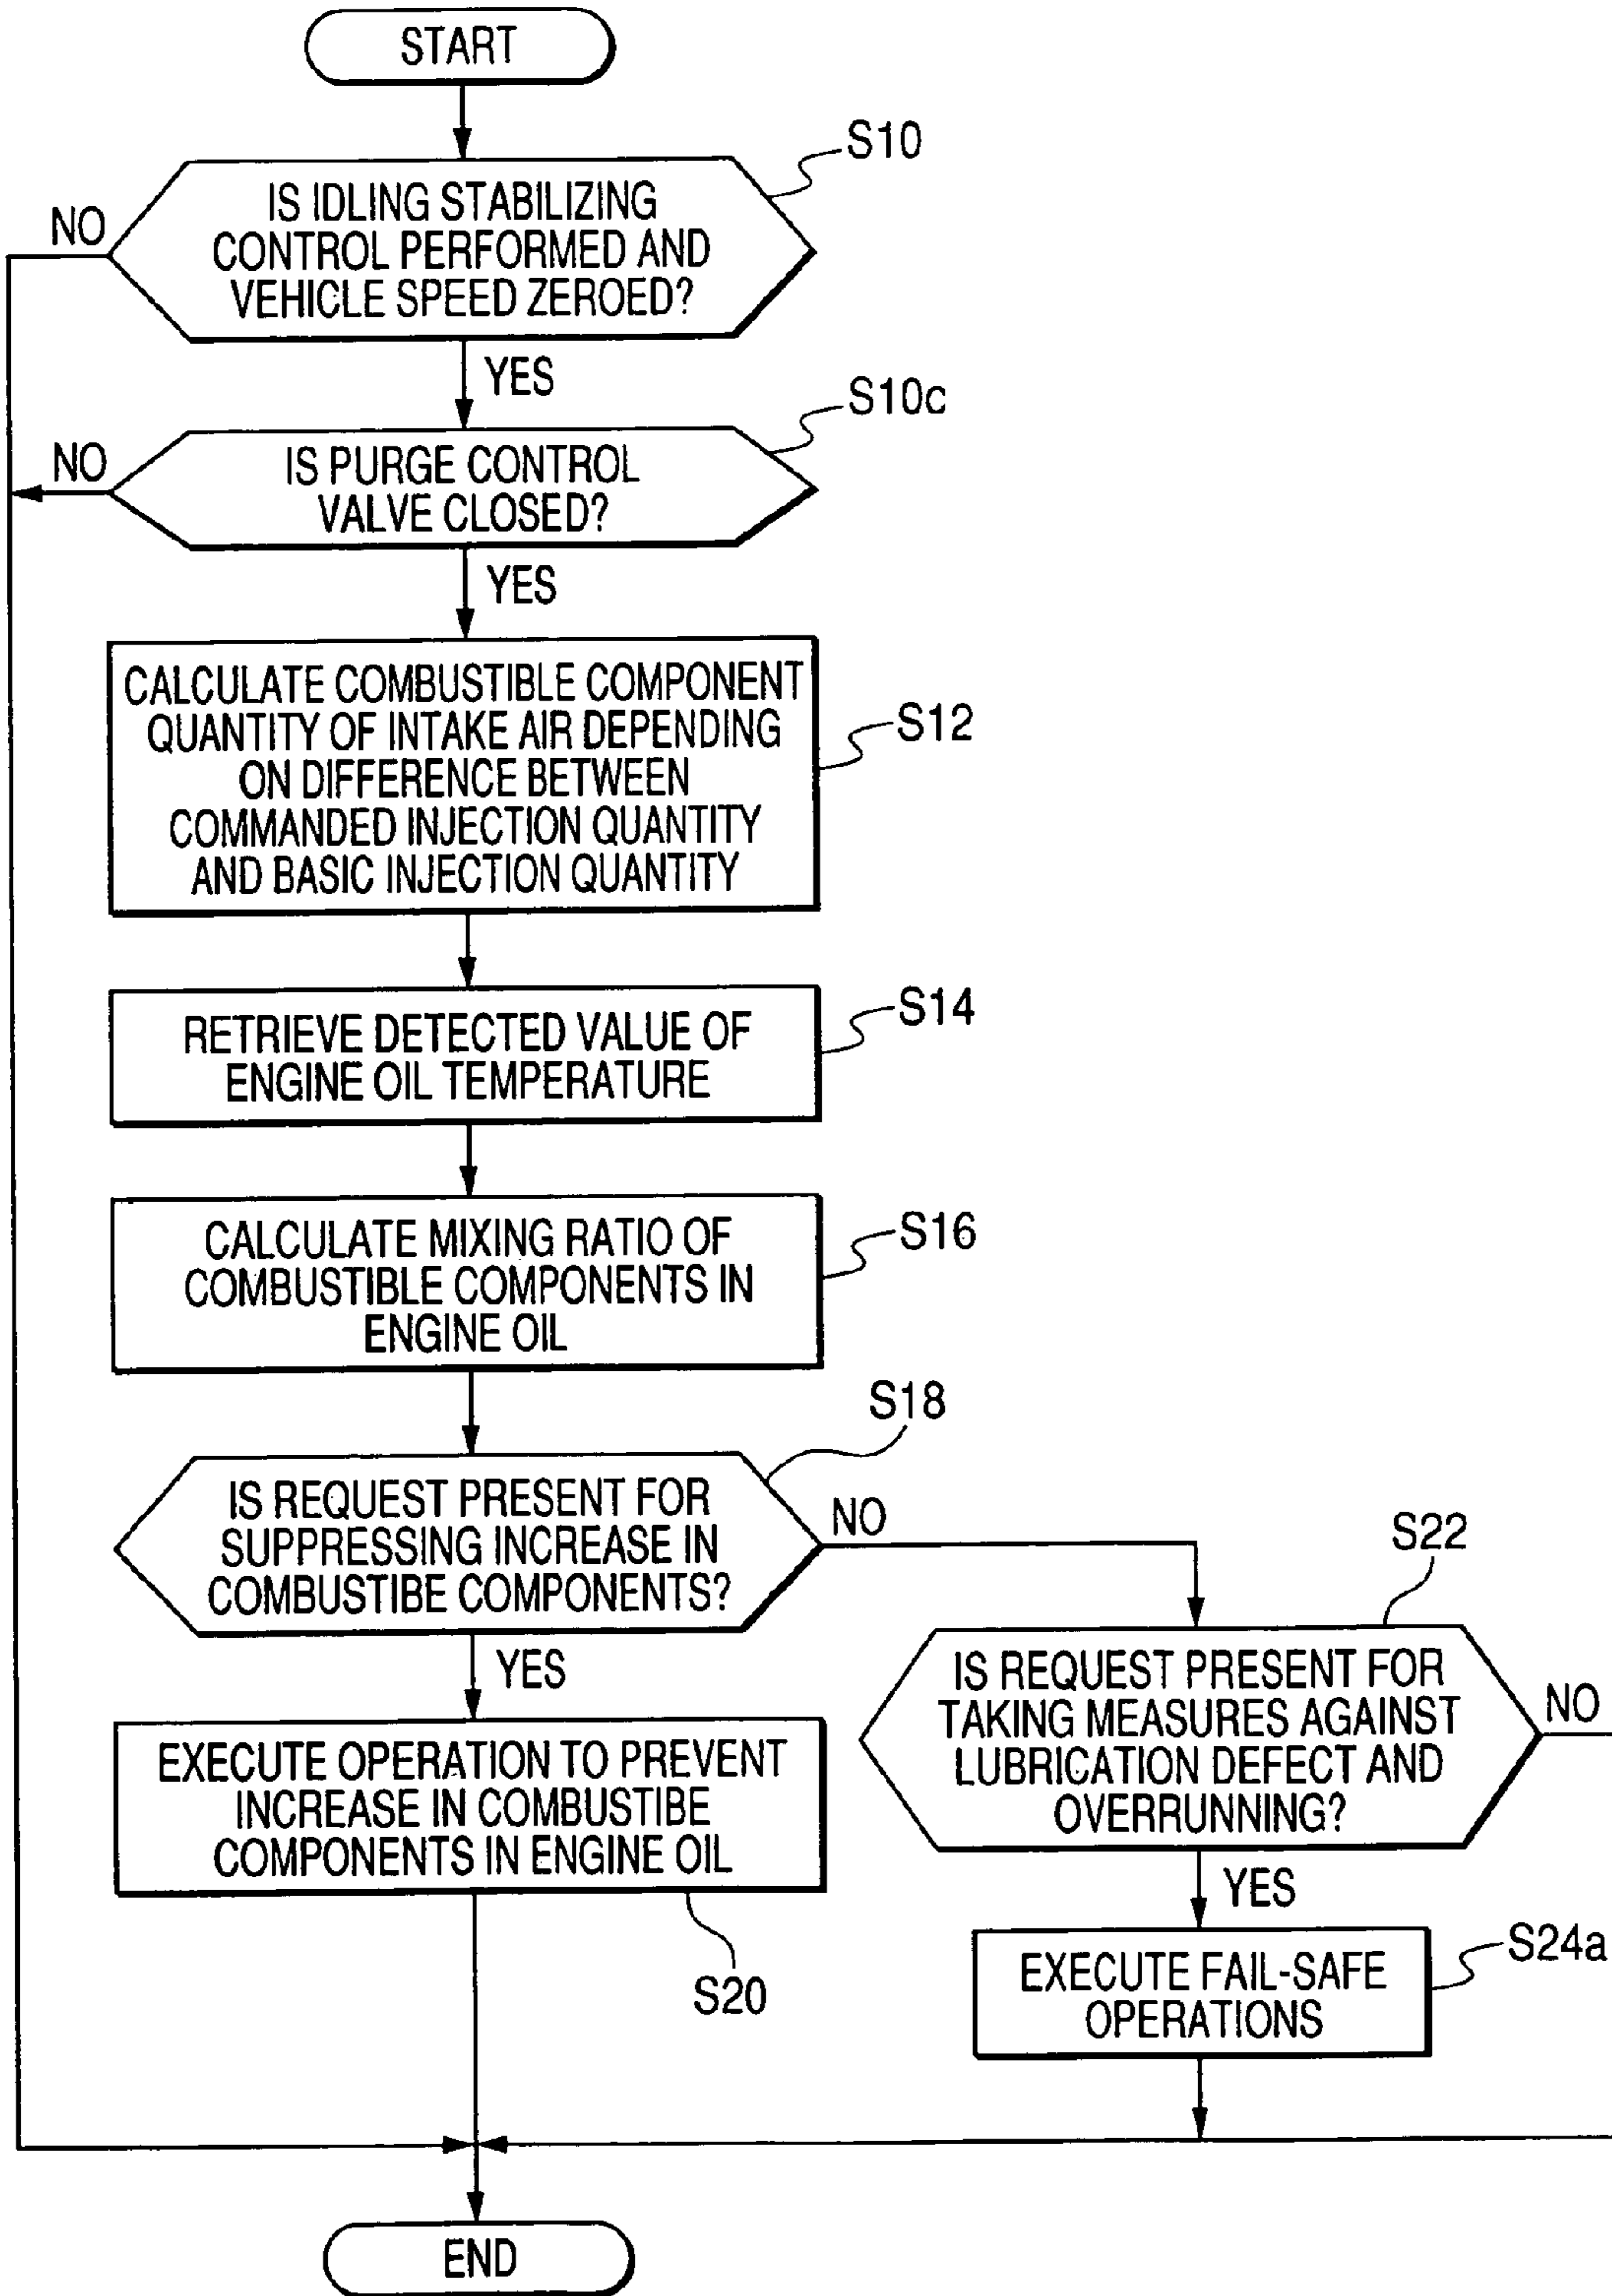 START
S10
IS IDLING STABILIZING
CONTROL PERFORMED AND
VEHICLE SPEED ZEROED?
NO
YES
S10c
IS PURGE CONTROL
VALVE CLOSED?
NO
YES
CALCULATE COMBUSTIBLE COMPONENT
QUANTITY OF INTAKE AIR DEPENDING
ON DIFFERENCE BETWEEN
COMMANDED INJECTION QUANTITY
AND BASIC INJECTION QUANTITY
S12
RETRIEVE DETECTED VALUE OF
ENGINE OIL TEMPERATURE
S14
CALCULATE MIXING RATIO OF
COMBUSTIBLE COMPONENTS IN
ENGINE OIL
S16
S18
IS REQUEST PRESENT FOR
SUPPRESSING INCREASE IN
COMBUSTIBE COMPONENTS?
NO
YES
S22
IS REQUEST PRESENT FOR
TAKING MEASURES AGAINST
LUBRICATION DEFECT AND
OVERRUNNING?
NO
YES
EXECUTE OPERATION TO PREVENT
INCREASE IN COMBUSTIBE
COMPONENTS IN ENGINE OIL
S20
EXECUTE FAIL-SAFE
OPERATIONS
S24a
END